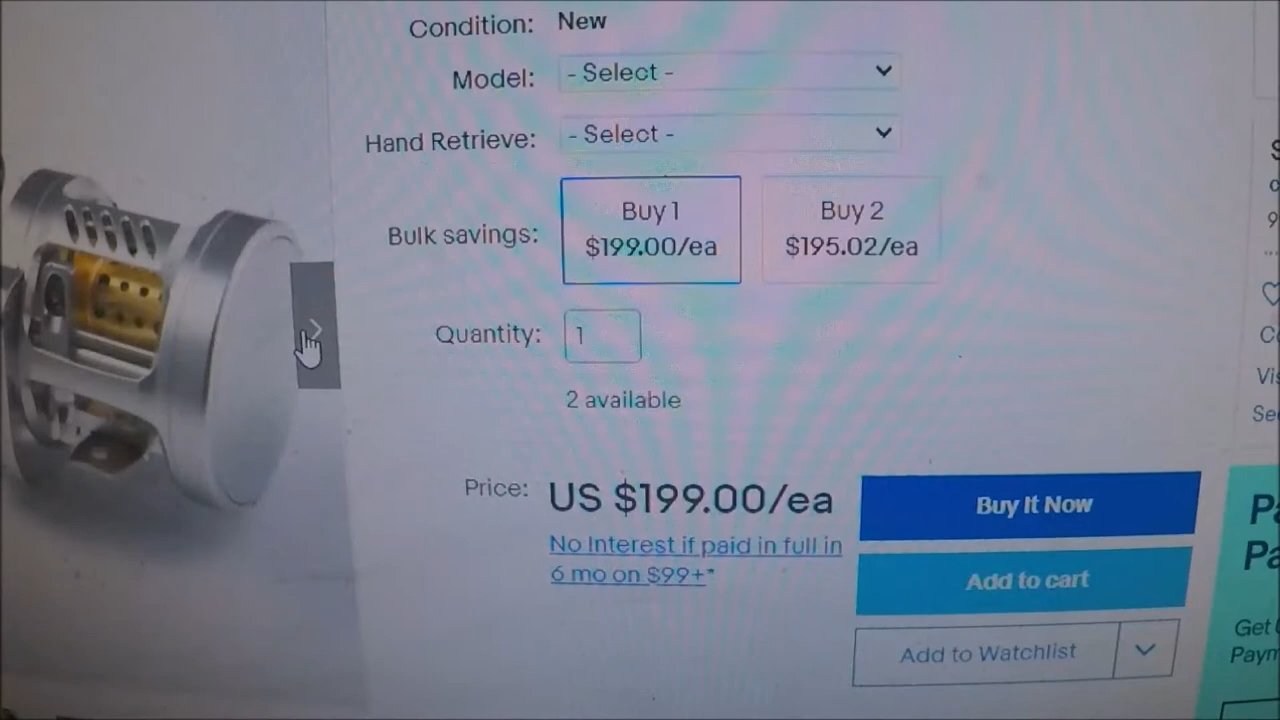 Condition: New
Model: - Select -
Hand Retrieve: - Select -
Bulk savings:
Buy 1
$199.00/ea
Buy 2
$195.02/ea
Quantity: 1
2 available
Price: US $199.00/ea
No Interest if paid in full in
6 mo on $99+*
Buy It Now
Add to cart
Add to Watchlist
Get